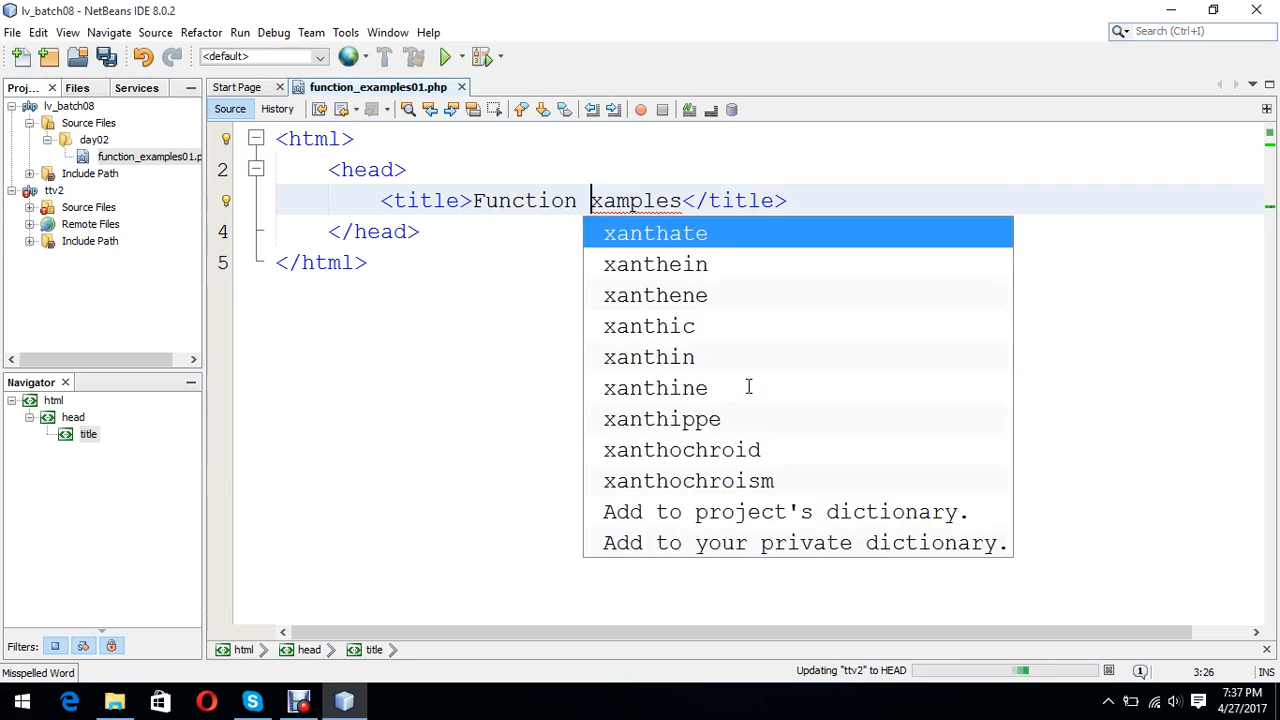 lv_batch08 - NetBeans IDE 8.0.2
File Edit View Navigate Source Refactor Run Debug Team Tools Window Help
Search (Ctrl+I)
<default>
Proj... Files Services
Start Page function_examples01.php
lv_batch08
Source Files
day02
function_examples01.p
Include Path
ttv2
Source Files
Remote Files
Include Path
Source History
<html>
2 <head>
<title>Function xamples</title>
4 </head>
5 </html>
xanthate
xanthein
xanthene
xanthic
xanthin
xanthine
xanthippe
xanthochroid
xanthochroism
Add to project's dictionary.
Add to your private dictionary.
Navigator
html
head
title
Filters:
html head title
Misspelled Word
Updating "ttv2" to HEAD
1
3:26
INS
7:37 PM
4/27/2017